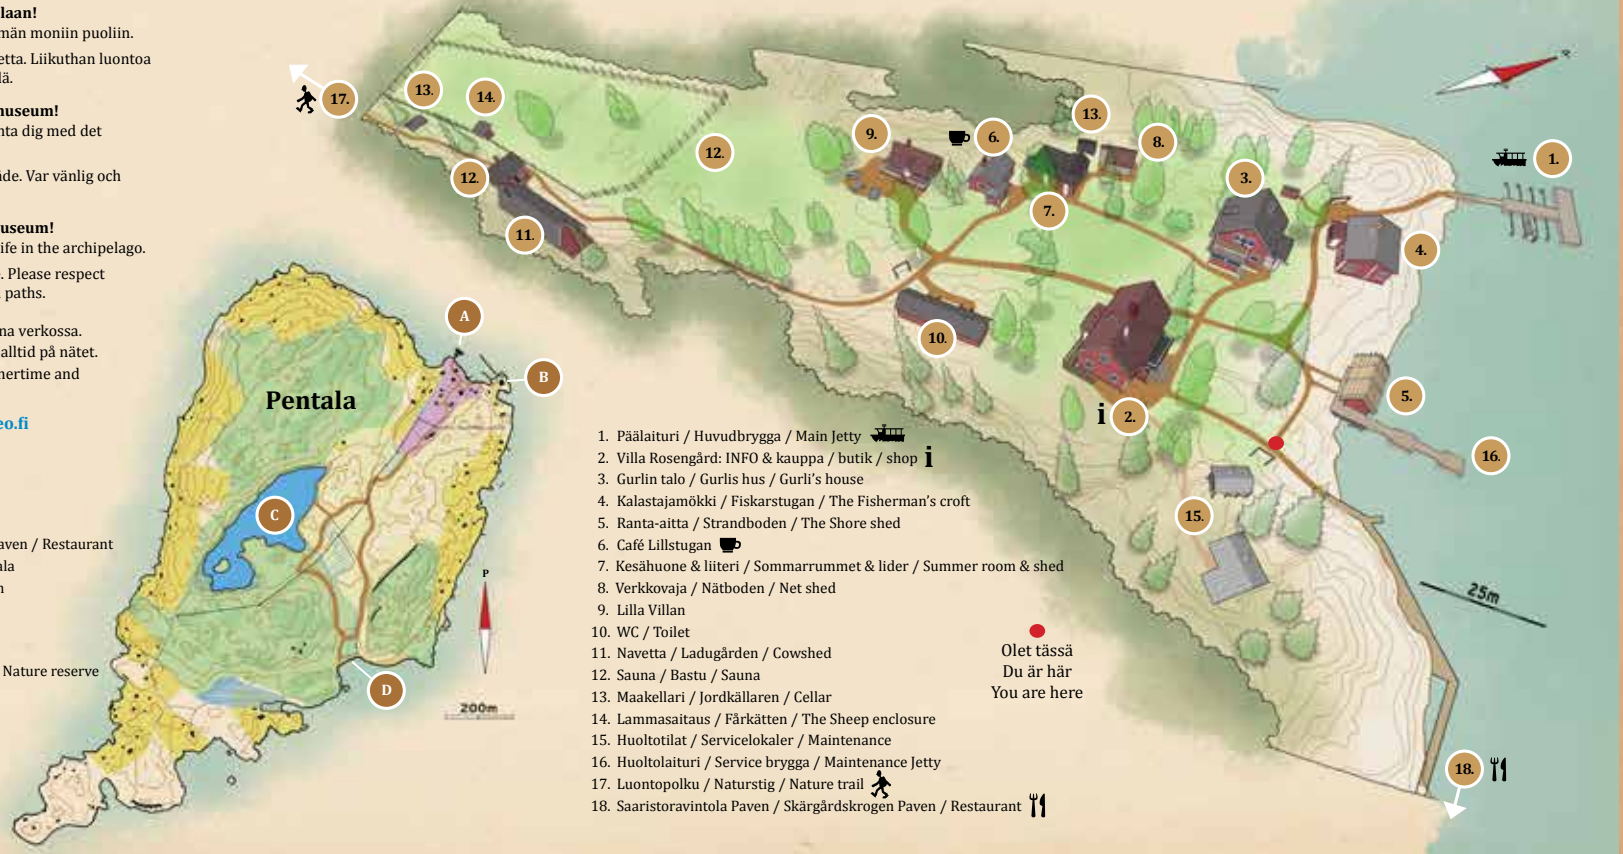 laan!
män moniin puoliin.
etta. Liikuthan luontoa
lä.
museum!
nta dig med det
åde. Var vänlig och
useum!
life in the archipelago.
. Please respect
paths.
na verkossa.
alltid på nätet.
mertime and
eo.fi
aven / Restaurant
ala
n
Nature reserve
Pentala
A
B
C
D
P
200m
17.
13.
14.
12.
12.
11.
9.
6.
13.
8.
7.
3.
1.
4.
10.
i 2.
5.
16.
15.
25m
18.
1. Päälaituri / Huvudbrygga / Main Jetty
2. Villa Rosengård: INFO & kauppa / butik / shop i
3. Gurlin talo / Gurlis hus / Gurli’s house
4. Kalastajamökki / Fiskarstugan / The Fisherman’s croft
5. Ranta-aitta / Strandboden / The Shore shed
6. Café Lillstugan
7. Kesähuone & liiteri / Sommarrummet & lider / Summer room & shed
8. Verkkovaja / Nätboden / Net shed
9. Lilla Villan
10. WC / Toilet
11. Navetta / Ladugården / Cowshed
12. Sauna / Bastu / Sauna
13. Maakellari / Jordkällaren / Cellar
14. Lammasaitaus / Fårkätten / The Sheep enclosure
15. Huoltotilat / Servicelokaler / Maintenance
16. Huoltolaituri / Service brygga / Maintenance Jetty
17. Luontopolku / Naturstig / Nature trail
18. Saaristoravintola Paven / Skärgårdskrogen Paven / Restaurant
Olet tässä
Du är här
You are here